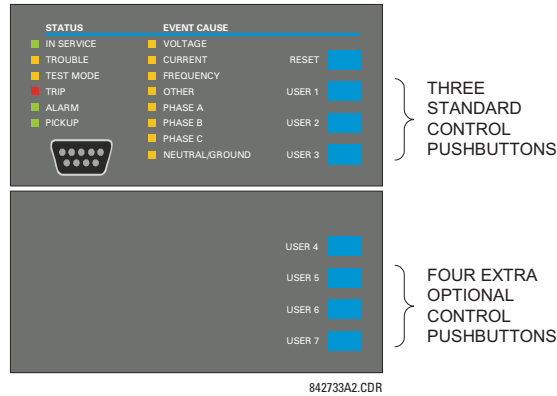 STATUS
IN SERVICE
TROUBLE
TEST MODE
TRIP
ALARM
PICKUP
EVENT CAUSE
VOLTAGE
CURRENT
FREQUENCY
OTHER
PHASE A
PHASE B
PHASE C
NEUTRAL/GROUND
RESET
USER 1
USER 2
USER 3
THREE
STANDARD
CONTROL
PUSHBUTTONS
USER 4
USER 5
USER 6
USER 7
FOUR EXTRA
OPTIONAL
CONTROL
PUSHBUTTONS
842733A2.CDR